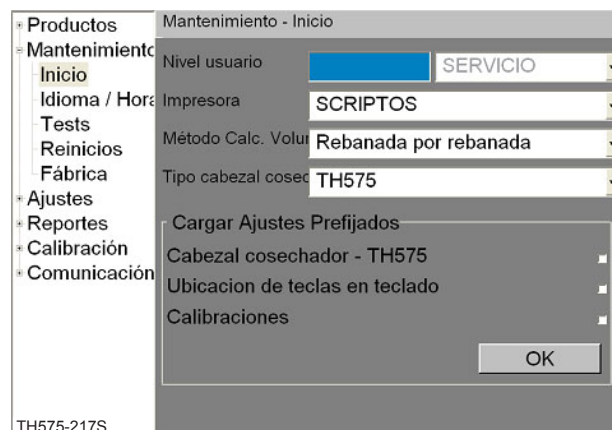 Productos
Mantenimiento
Inicio
Idioma / Hora
Tests
Reinicios
Fábrica
Ajustes
Reportes
Calibración
Comunicación
TH575-217S
Mantenimiento - Inicio
Nivel usuario SERVICIO
Impresora SCRIPTOS
Método Calc. Volu Rebanada por rebanada
Tipo cabezal cosec TH575
Cargar Ajustes Prefijados
Cabezal cosechador - TH575
Ubicacion de teclas en teclado
Calibraciones
OK